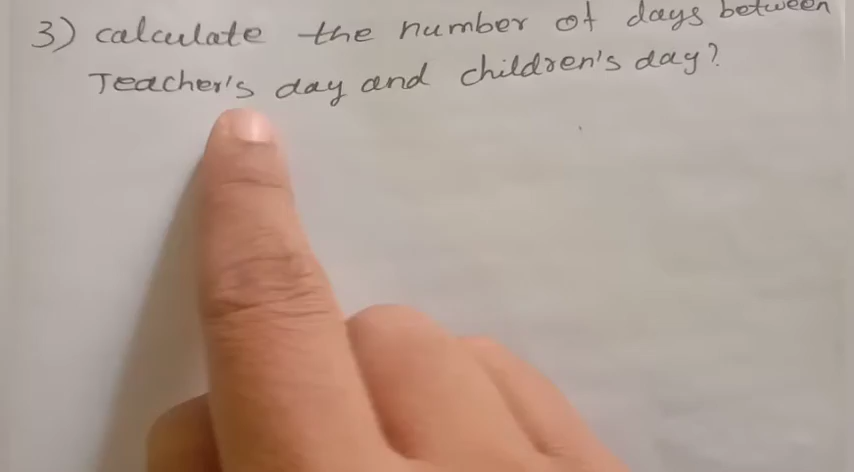 3) calculate the number of days between
Teacher's day and children's day?